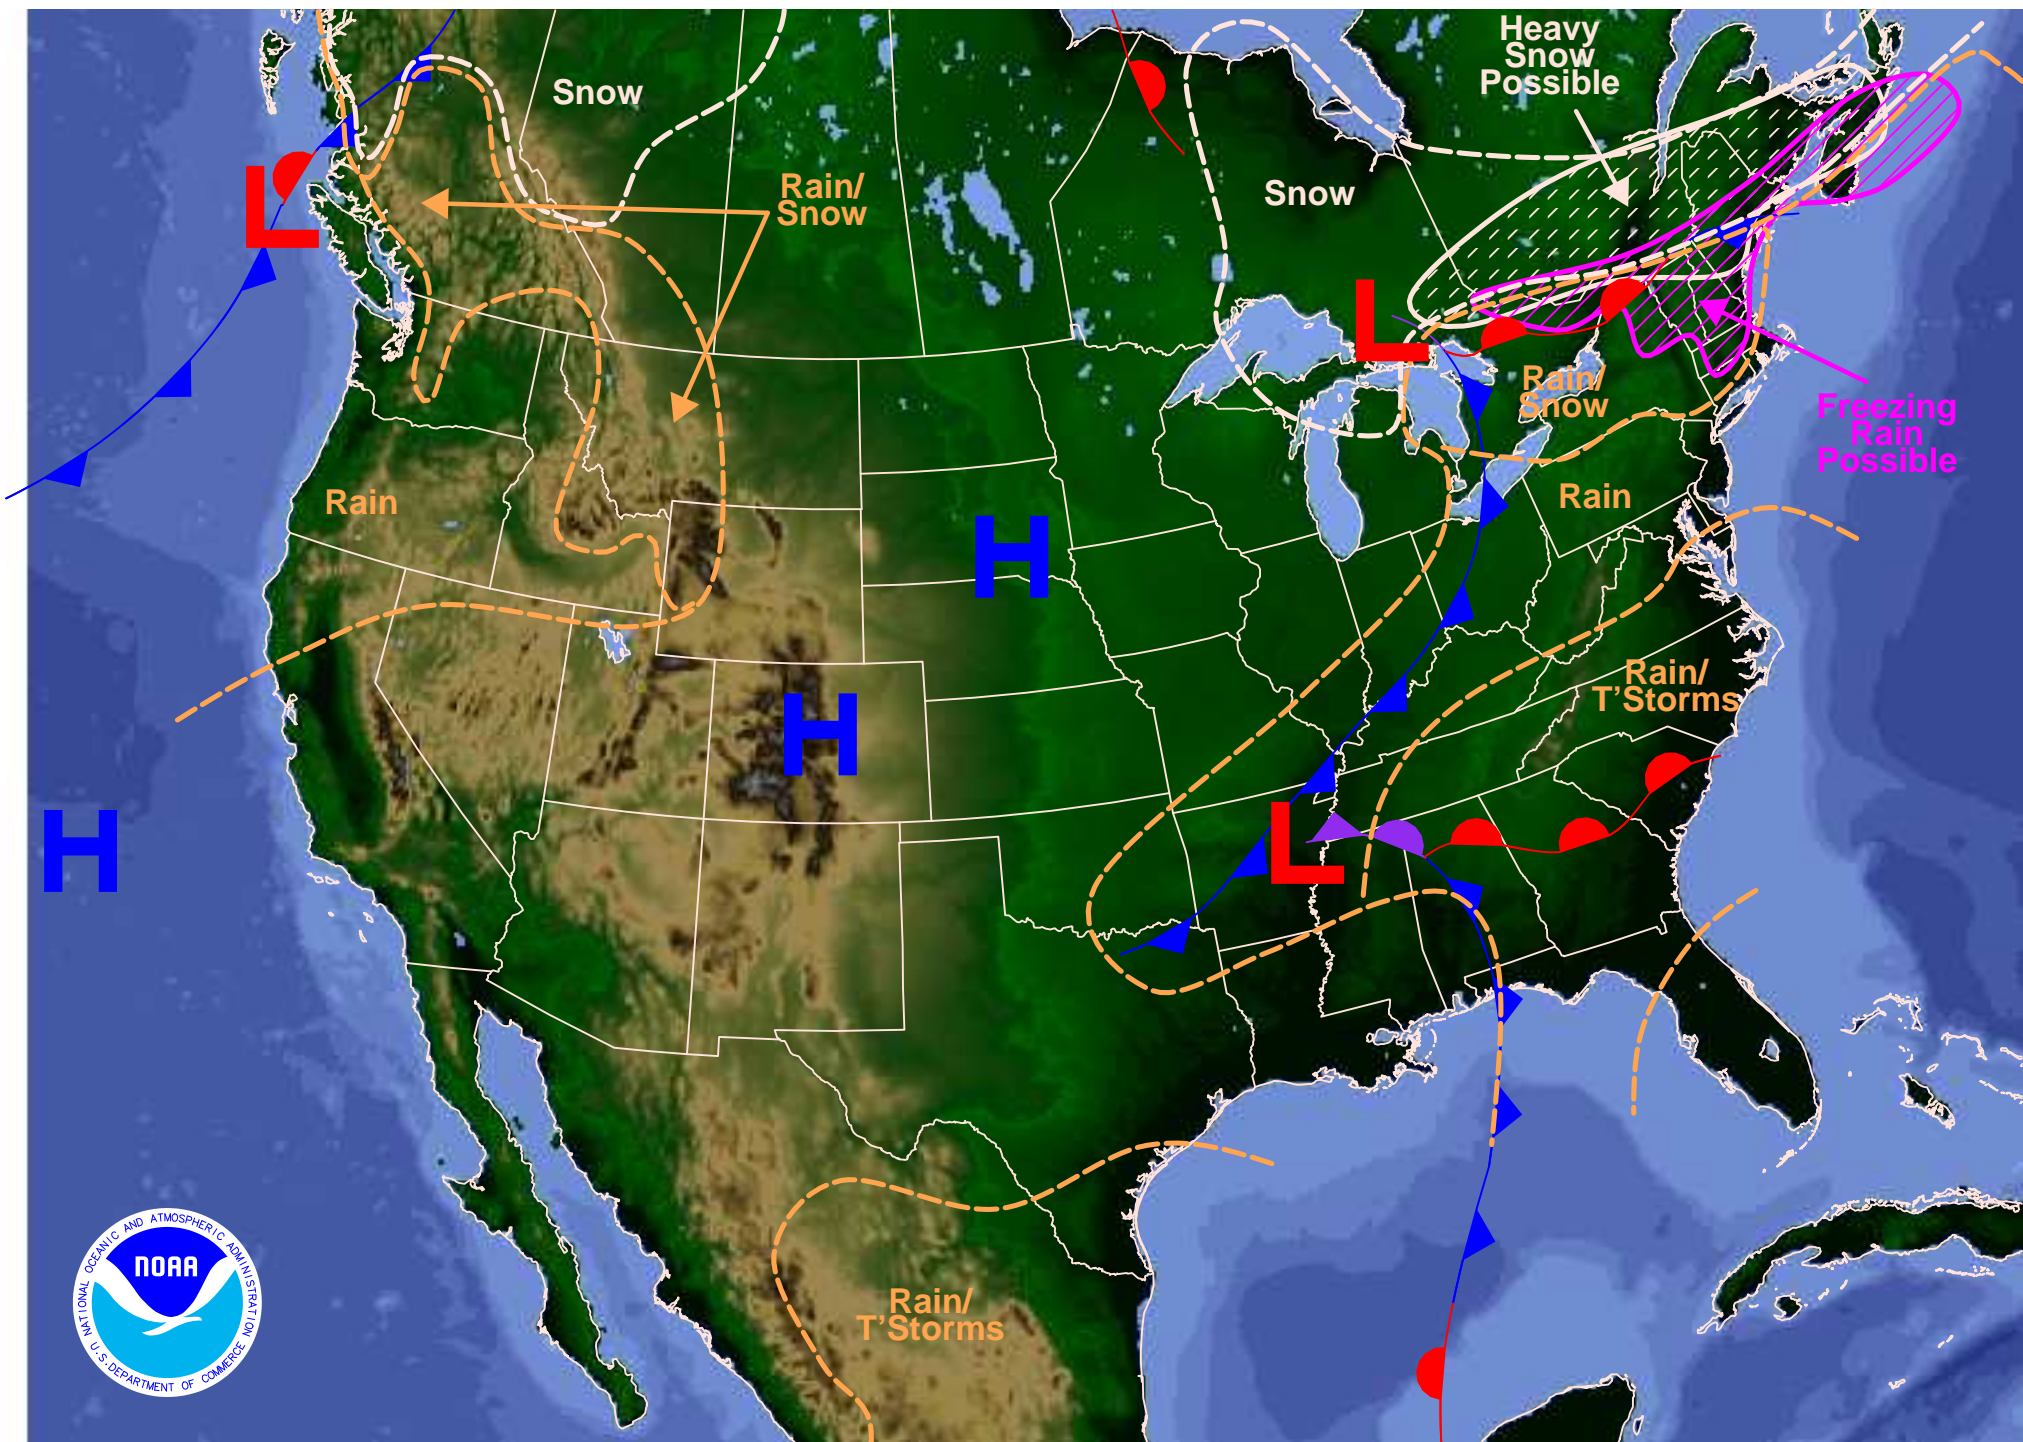 Heavy
Snow
Possible
Snow
Rain/
Snow
Snow
L
L
Rain/
Snow
Freezing
Rain
Possible
Rain
Rain
H
Rain/
T'Storms
H
H
L
Rain/
T'Storms
NATIONAL OCEANIC AND ATMOSPHERIC ADMINISTRATION
NOAA
U.S. DEPARTMENT OF COMMERCE